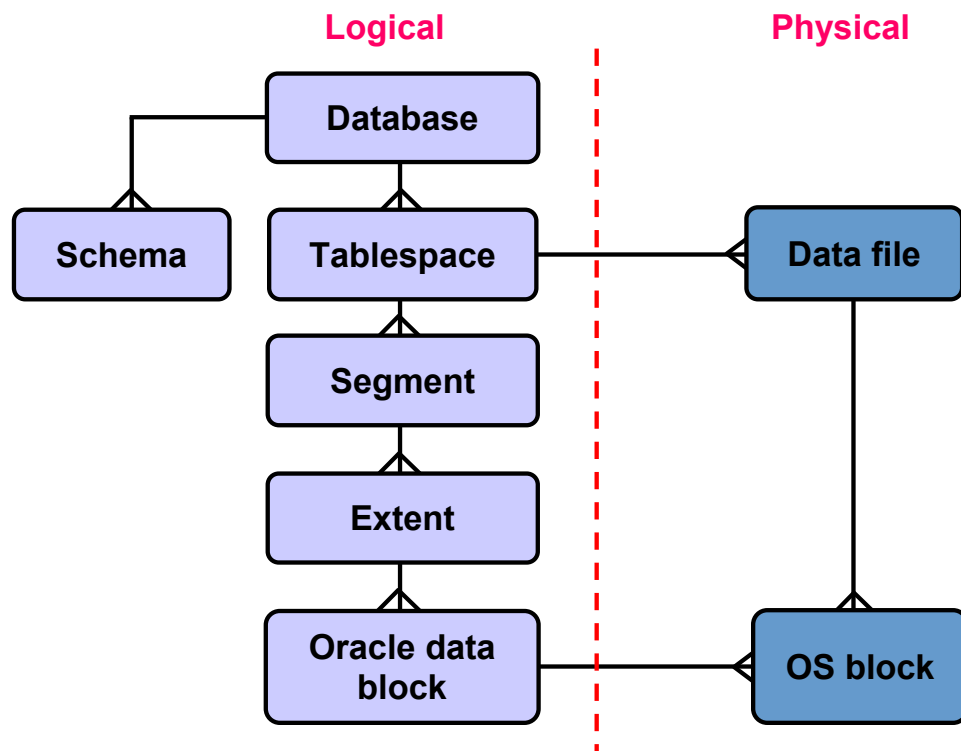 Logical
Physical
Database
Schema
Tablespace
Data file
Segment
Extent
Oracle data
block
OS block